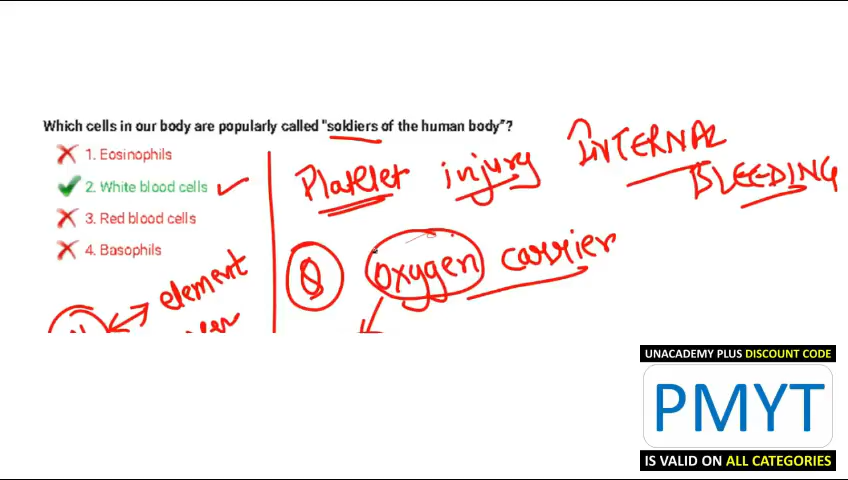 Which cells in our body are popularly called "soldiers of the human body"?
1. Eosinophils
2. White blood cells
3. Red blood cells
4. Basophils
Platelet injury INTERNAL
BLEEDING
Q oxygen carrier
element
UNACADEMY PLUS DISCOUNT CODE
PMYT
IS VALID ON ALL CATEGORIES